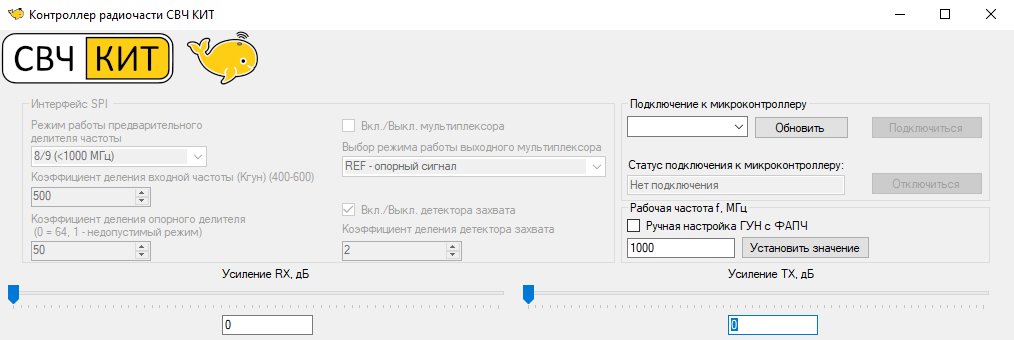 Контроллер радиочасти СВЧ КИТ
СВЧ КИТ
Интерфейс SPI
Режим работы предварительного
делителя частоты
8/9 (<1000 МГц)
Коэффициент деления входной частоты (Кгун) (400-600)
500
Коэффициент деления опорного делителя
(0 = 64, 1 - недопустимый режим)
50
Вкл./Выкл. мультиплексора
Выбор режима работы выходного мультиплексора
REF - опорный сигнал
Вкл./Выкл. детектора захвата
Коэффициент деления детектора захвата
2
Подключение к микроконтроллеру
Обновить
Подключиться
Статус подключения к микроконтроллеру:
Нет подключения
Отключиться
Рабочая частота f, МГц
Ручная настройка ГУН с ФАПЧ
1000
Установить значение
Усиление RX, дБ
0
Усиление TX, дБ
0